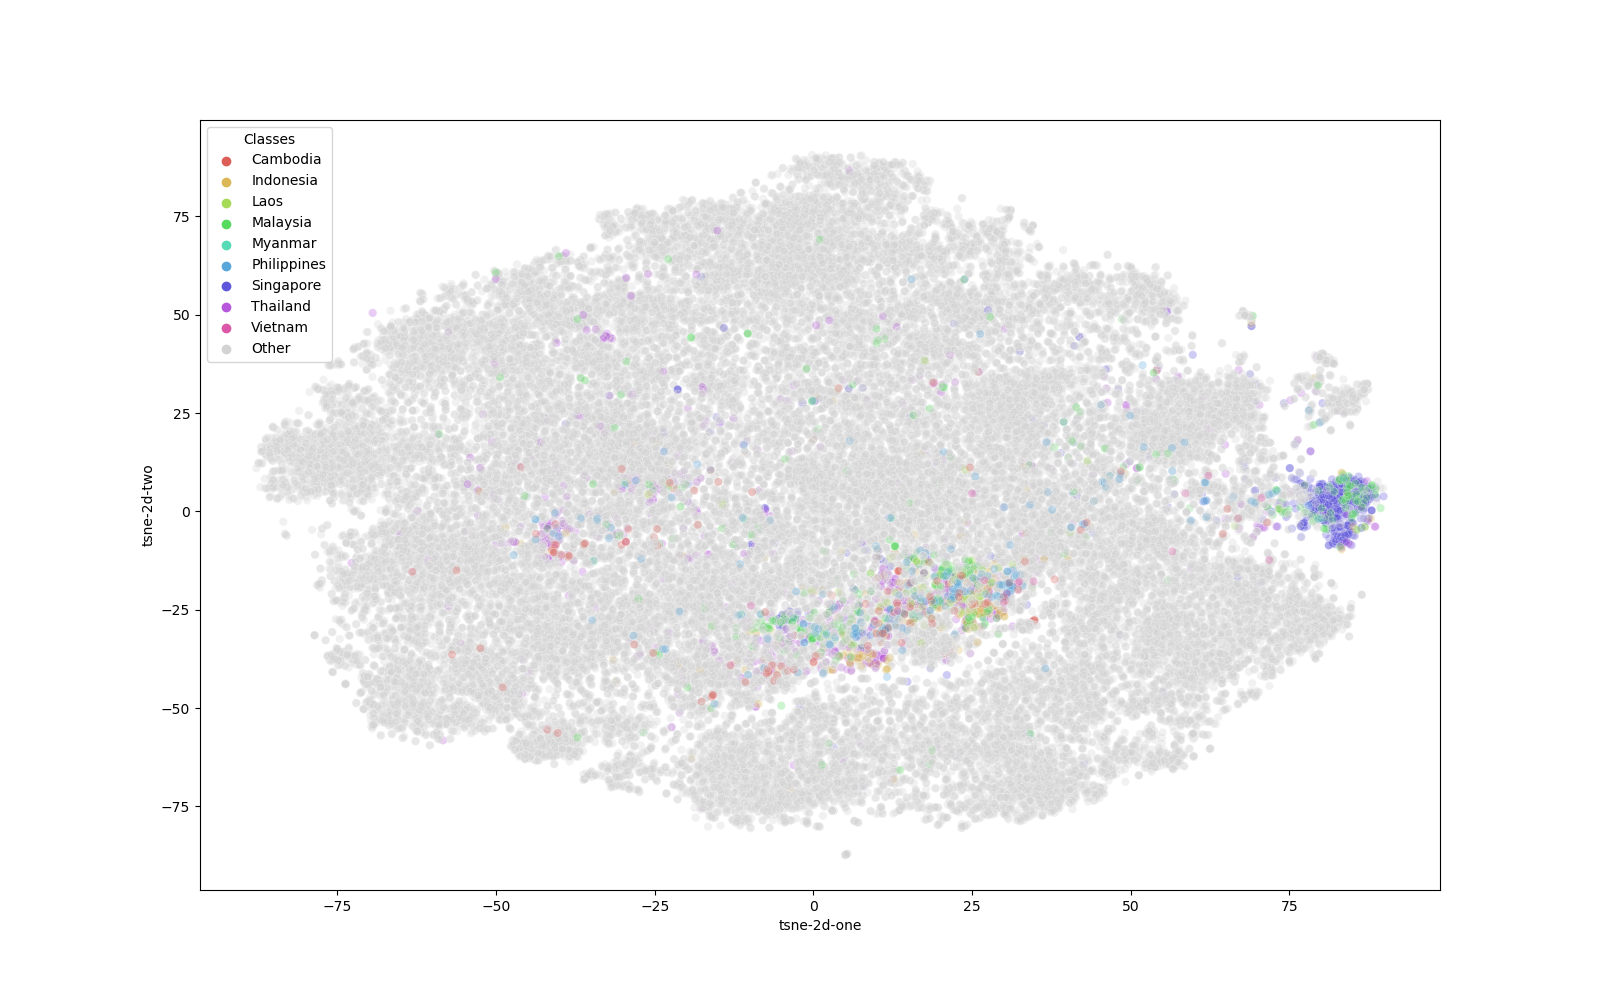 Classes
Cambodia
Indonesia
Laos
Malaysia
Myanmar
Philippines
Singapore
Thailand
Vietnam
Other
75
50
25
0
−25
−50
−75
tsne-2d-two
−75
−50
−25
0
25
50
75
tsne-2d-one